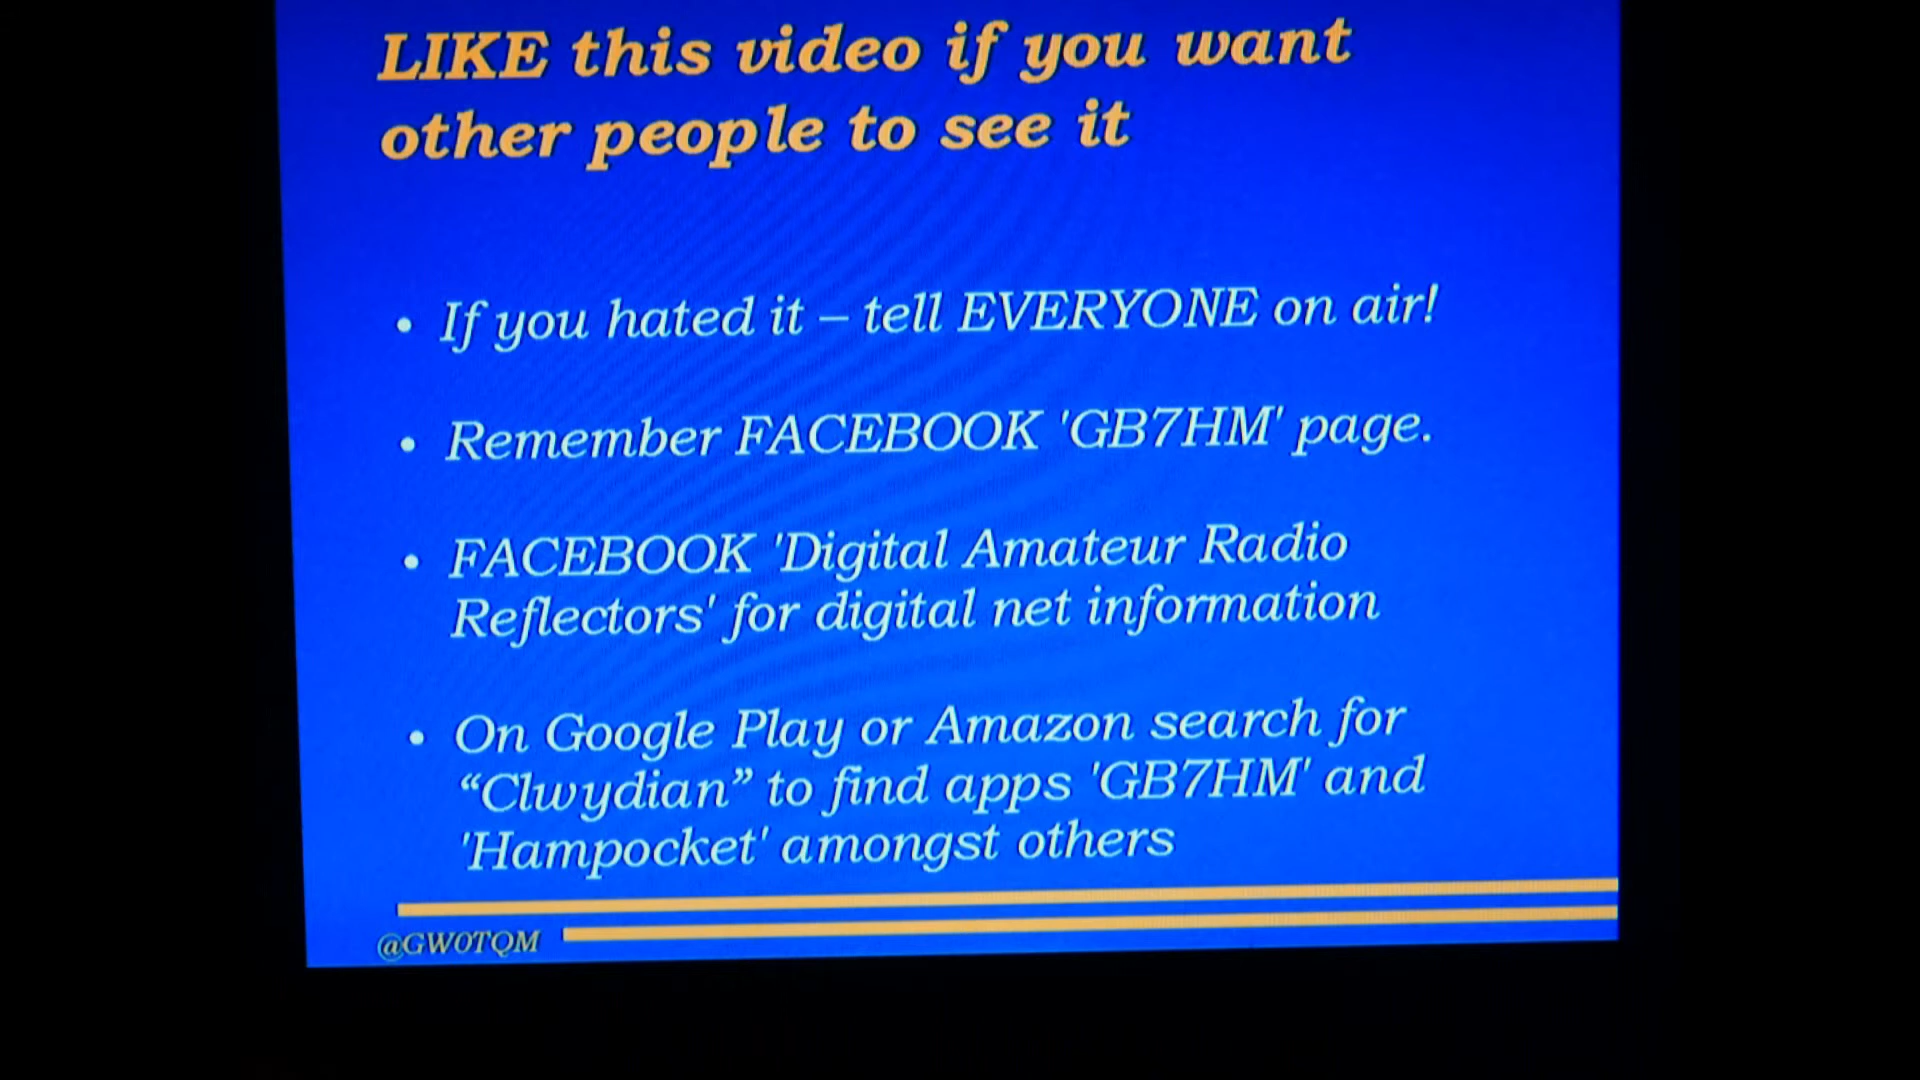 LIKE this video if you want
other people to see it
• If you hated it – tell EVERYONE on air!
• Remember FACEBOOK 'GB7HM' page.
• FACEBOOK 'Digital Amateur Radio
Reflectors' for digital net information
• On Google Play or Amazon search for
“Clwydian” to find apps 'GB7HM' and
'Hampocket' amongst others
@GW0TQM